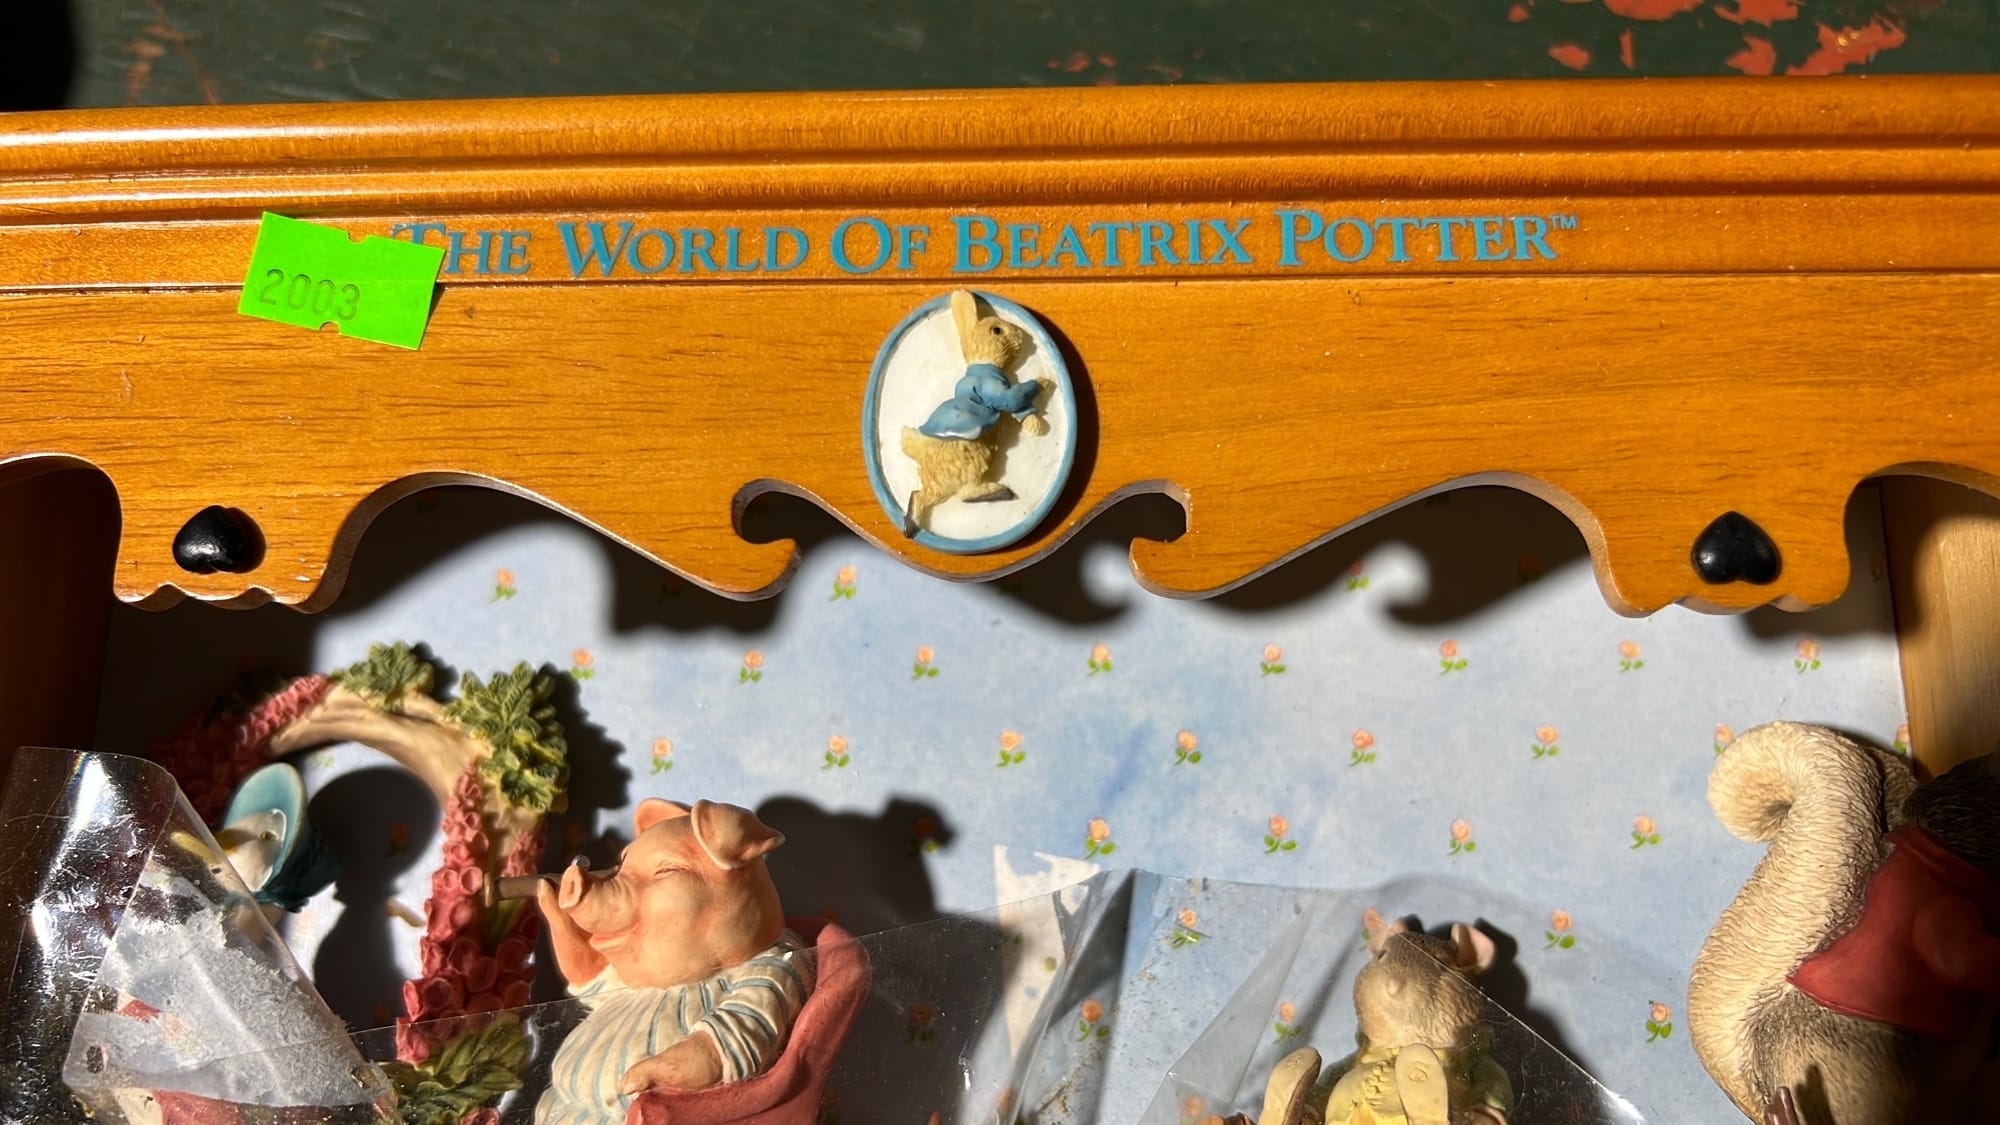 THE WORLD OF BEATRIX POTTER™
2003